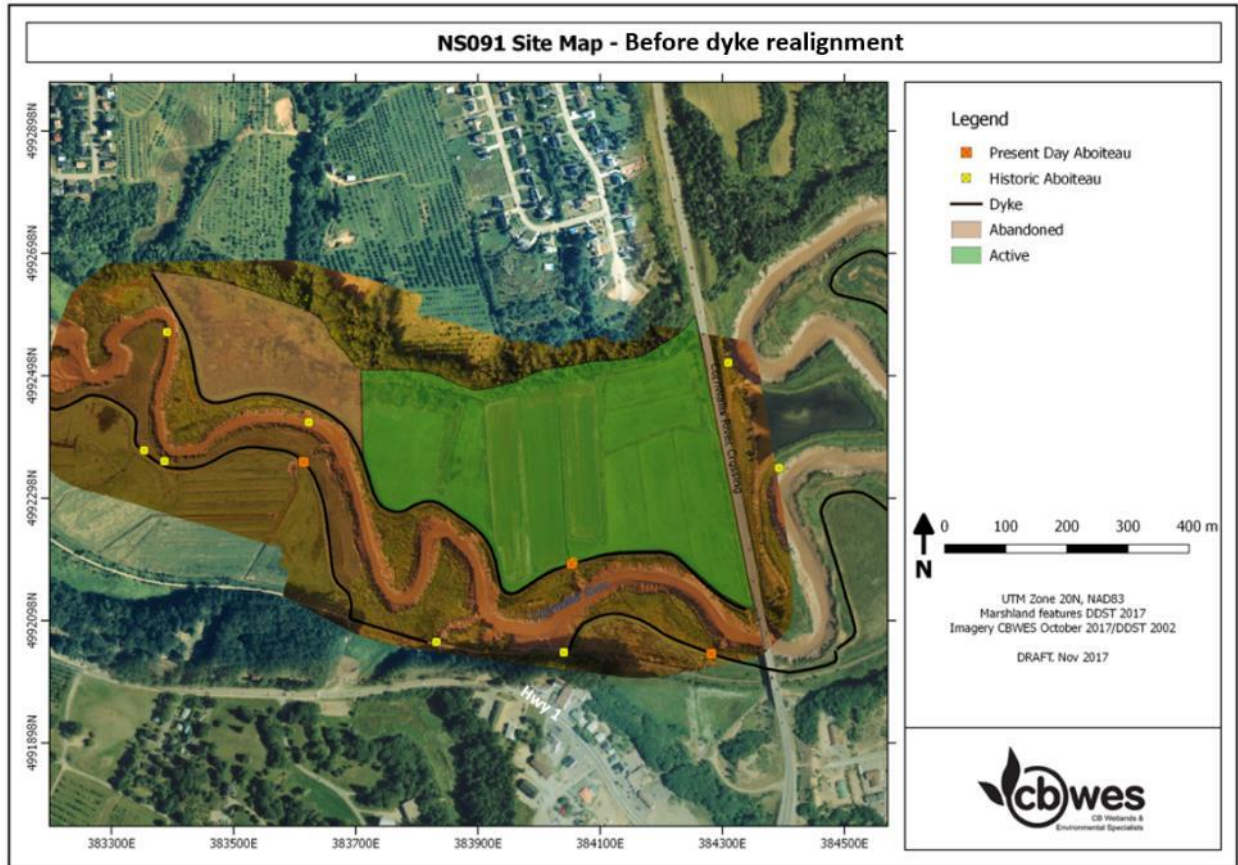 NS091 Site Map - Before dyke realignment
4992898N
4992698N
4992498N
4992298N
4992098N
4991898N
Cornwallis River Crossing
Hwy 1
383300E 383500E 383700E 383900E 384100E 384300E 384500E
Legend
Present Day Aboiteau
Historic Aboiteau
Dyke
Abandoned
Active
0 100 200 300 400 m
N
UTM Zone 20N, NAD83
Marshland features DDST 2017
Imagery CBWES October 2017/DDST 2002
DRAFT. Nov 2017
cbwes
CB Wetlands &
Environmental Specialists